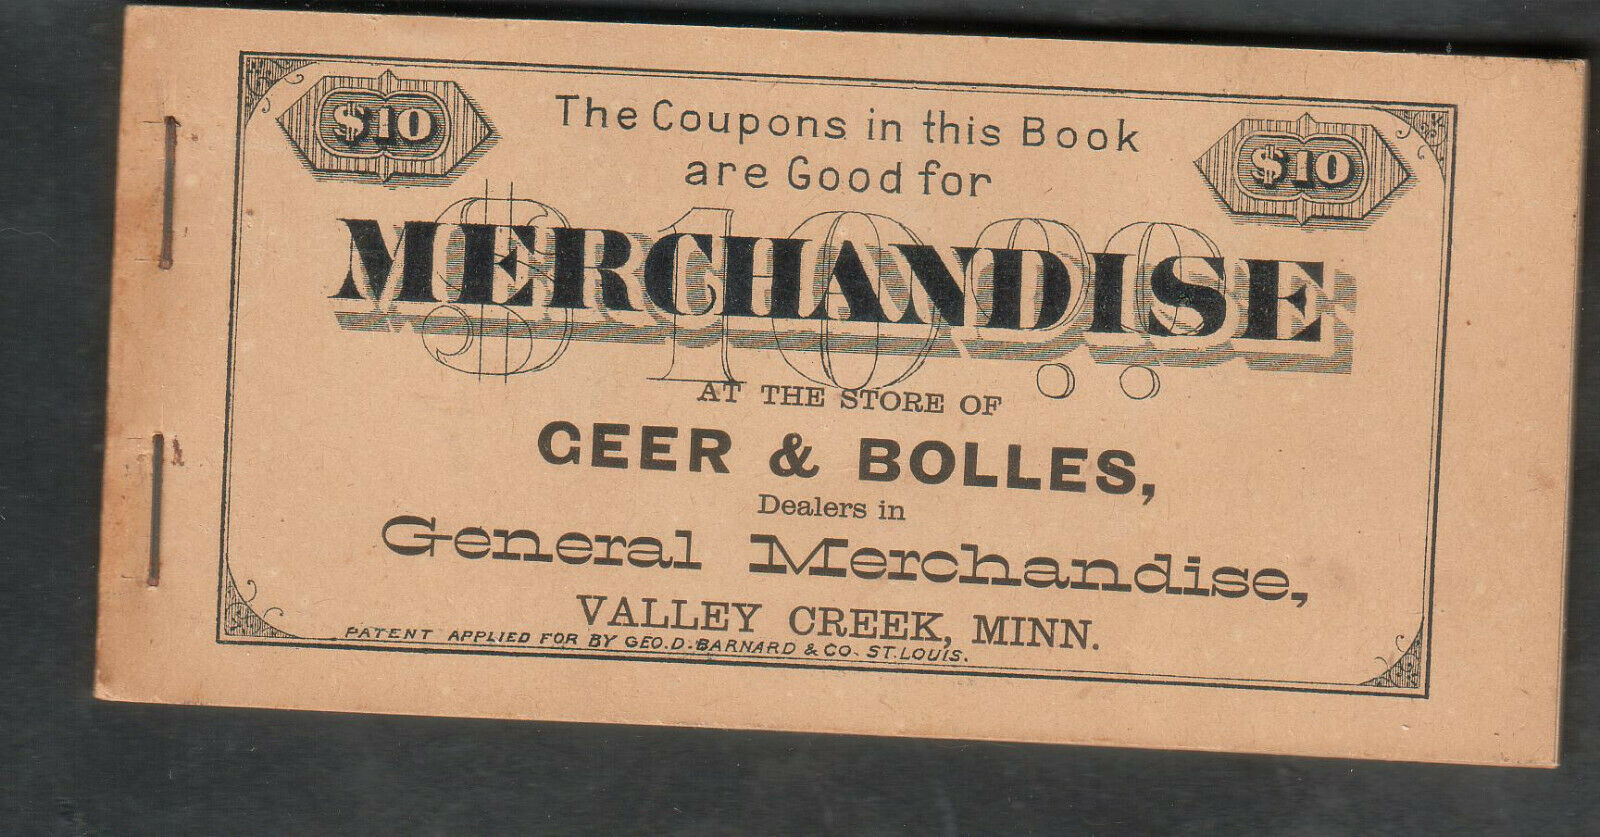 $10
$10
The Coupons in this Book
are Good for
$10.00
MERCHANDISE
AT THE STORE OF
GEER & BOLLES,
Dealers in
General Merchandise,
VALLEY CREEK, MINN.
PATENT APPLIED FOR BY GEO. D. BARNARD & CO. ST. LOUIS.